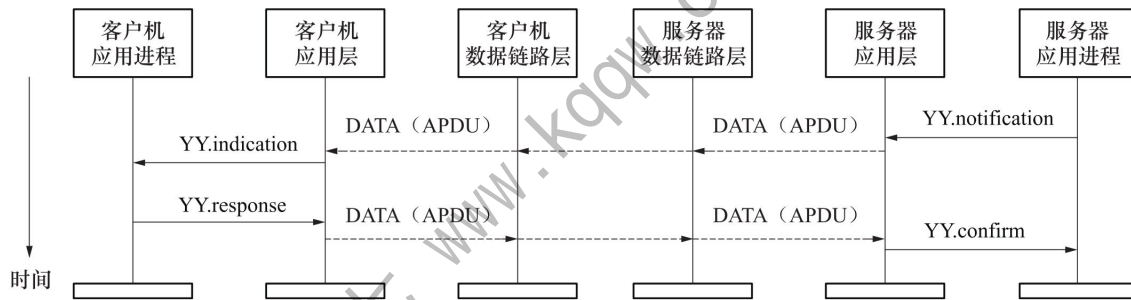 客户机
应用进程
客户机
应用层
客户机
数据链路层
服务器
数据链路层
服务器
应用层
服务器
应用进程
DATA（APDU）
DATA（APDU）
YY.notification
YY.indication
YY.response
DATA（APDU）
DATA（APDU）
YY.confirm
时间
www.kqqw.c